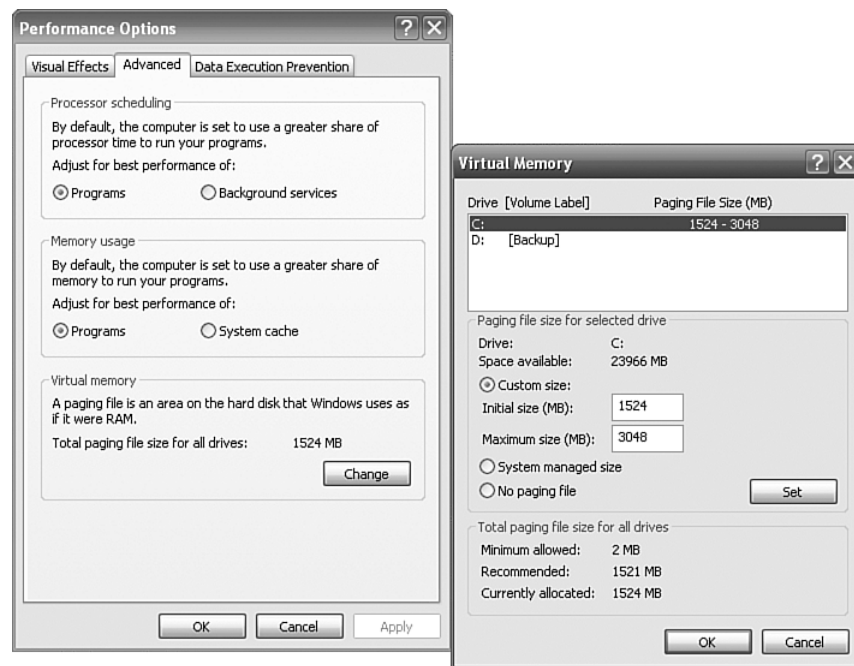 Performance Options
Visual Effects Advanced Data Execution Prevention
Processor scheduling
By default, the computer is set to use a greater share of
processor time to run your programs.
Adjust for best performance of:
Programs Background services
Memory usage
By default, the computer is set to use a greater share of
memory to run your programs.
Adjust for best performance of:
Programs System cache
Virtual memory
A paging file is an area on the hard disk that Windows uses as
if it were RAM.
Total paging file size for all drives: 1524 MB
Change
OK Cancel Apply
Virtual Memory
Drive [Volume Label] Paging File Size (MB)
C: 1524 - 3048
D: [Backup]
Paging file size for selected drive
Drive: C:
Space available: 23966 MB
Custom size:
Initial size (MB): 1524
Maximum size (MB): 3048
System managed size
No paging file Set
Total paging file size for all drives
Minimum allowed: 2 MB
Recommended: 1521 MB
Currently allocated: 1524 MB
OK Cancel